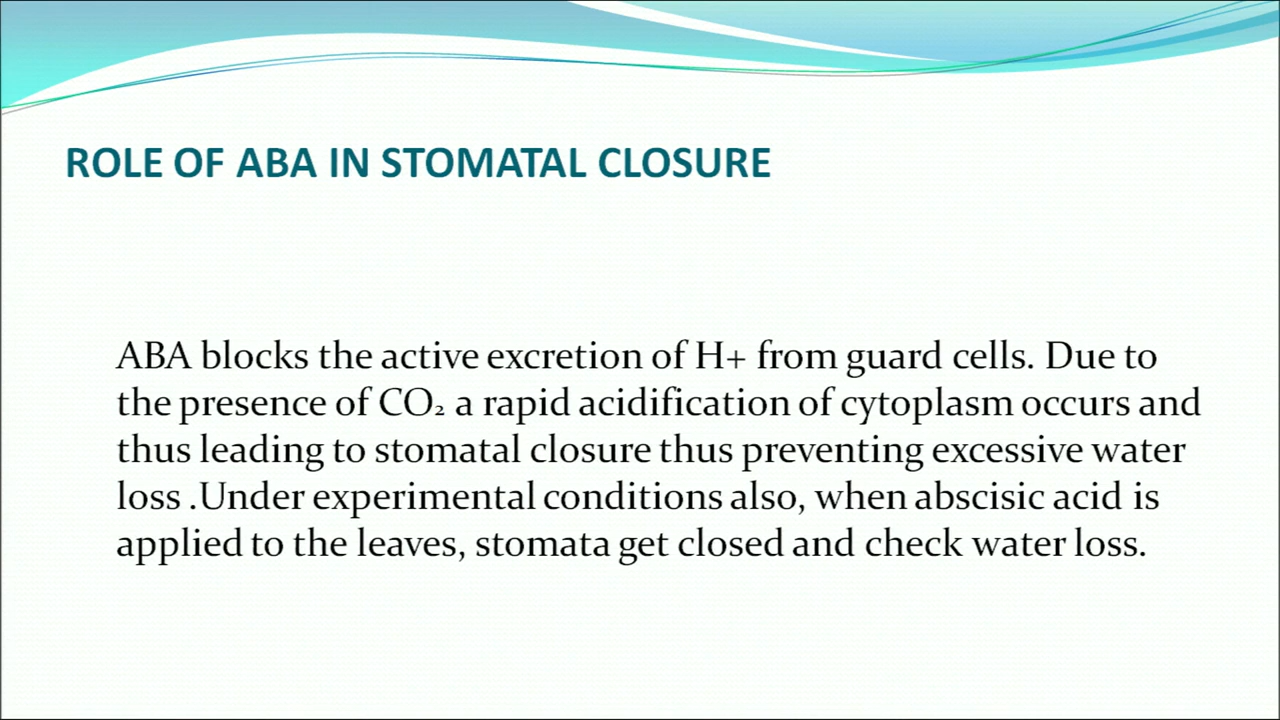 ROLE OF ABA IN STOMATAL CLOSURE
ABA blocks the active excretion of H+ from guard cells. Due to
the presence of CO₂ a rapid acidification of cytoplasm occurs and
thus leading to stomatal closure thus preventing excessive water
loss .Under experimental conditions also, when abscisic acid is
applied to the leaves, stomata get closed and check water loss.